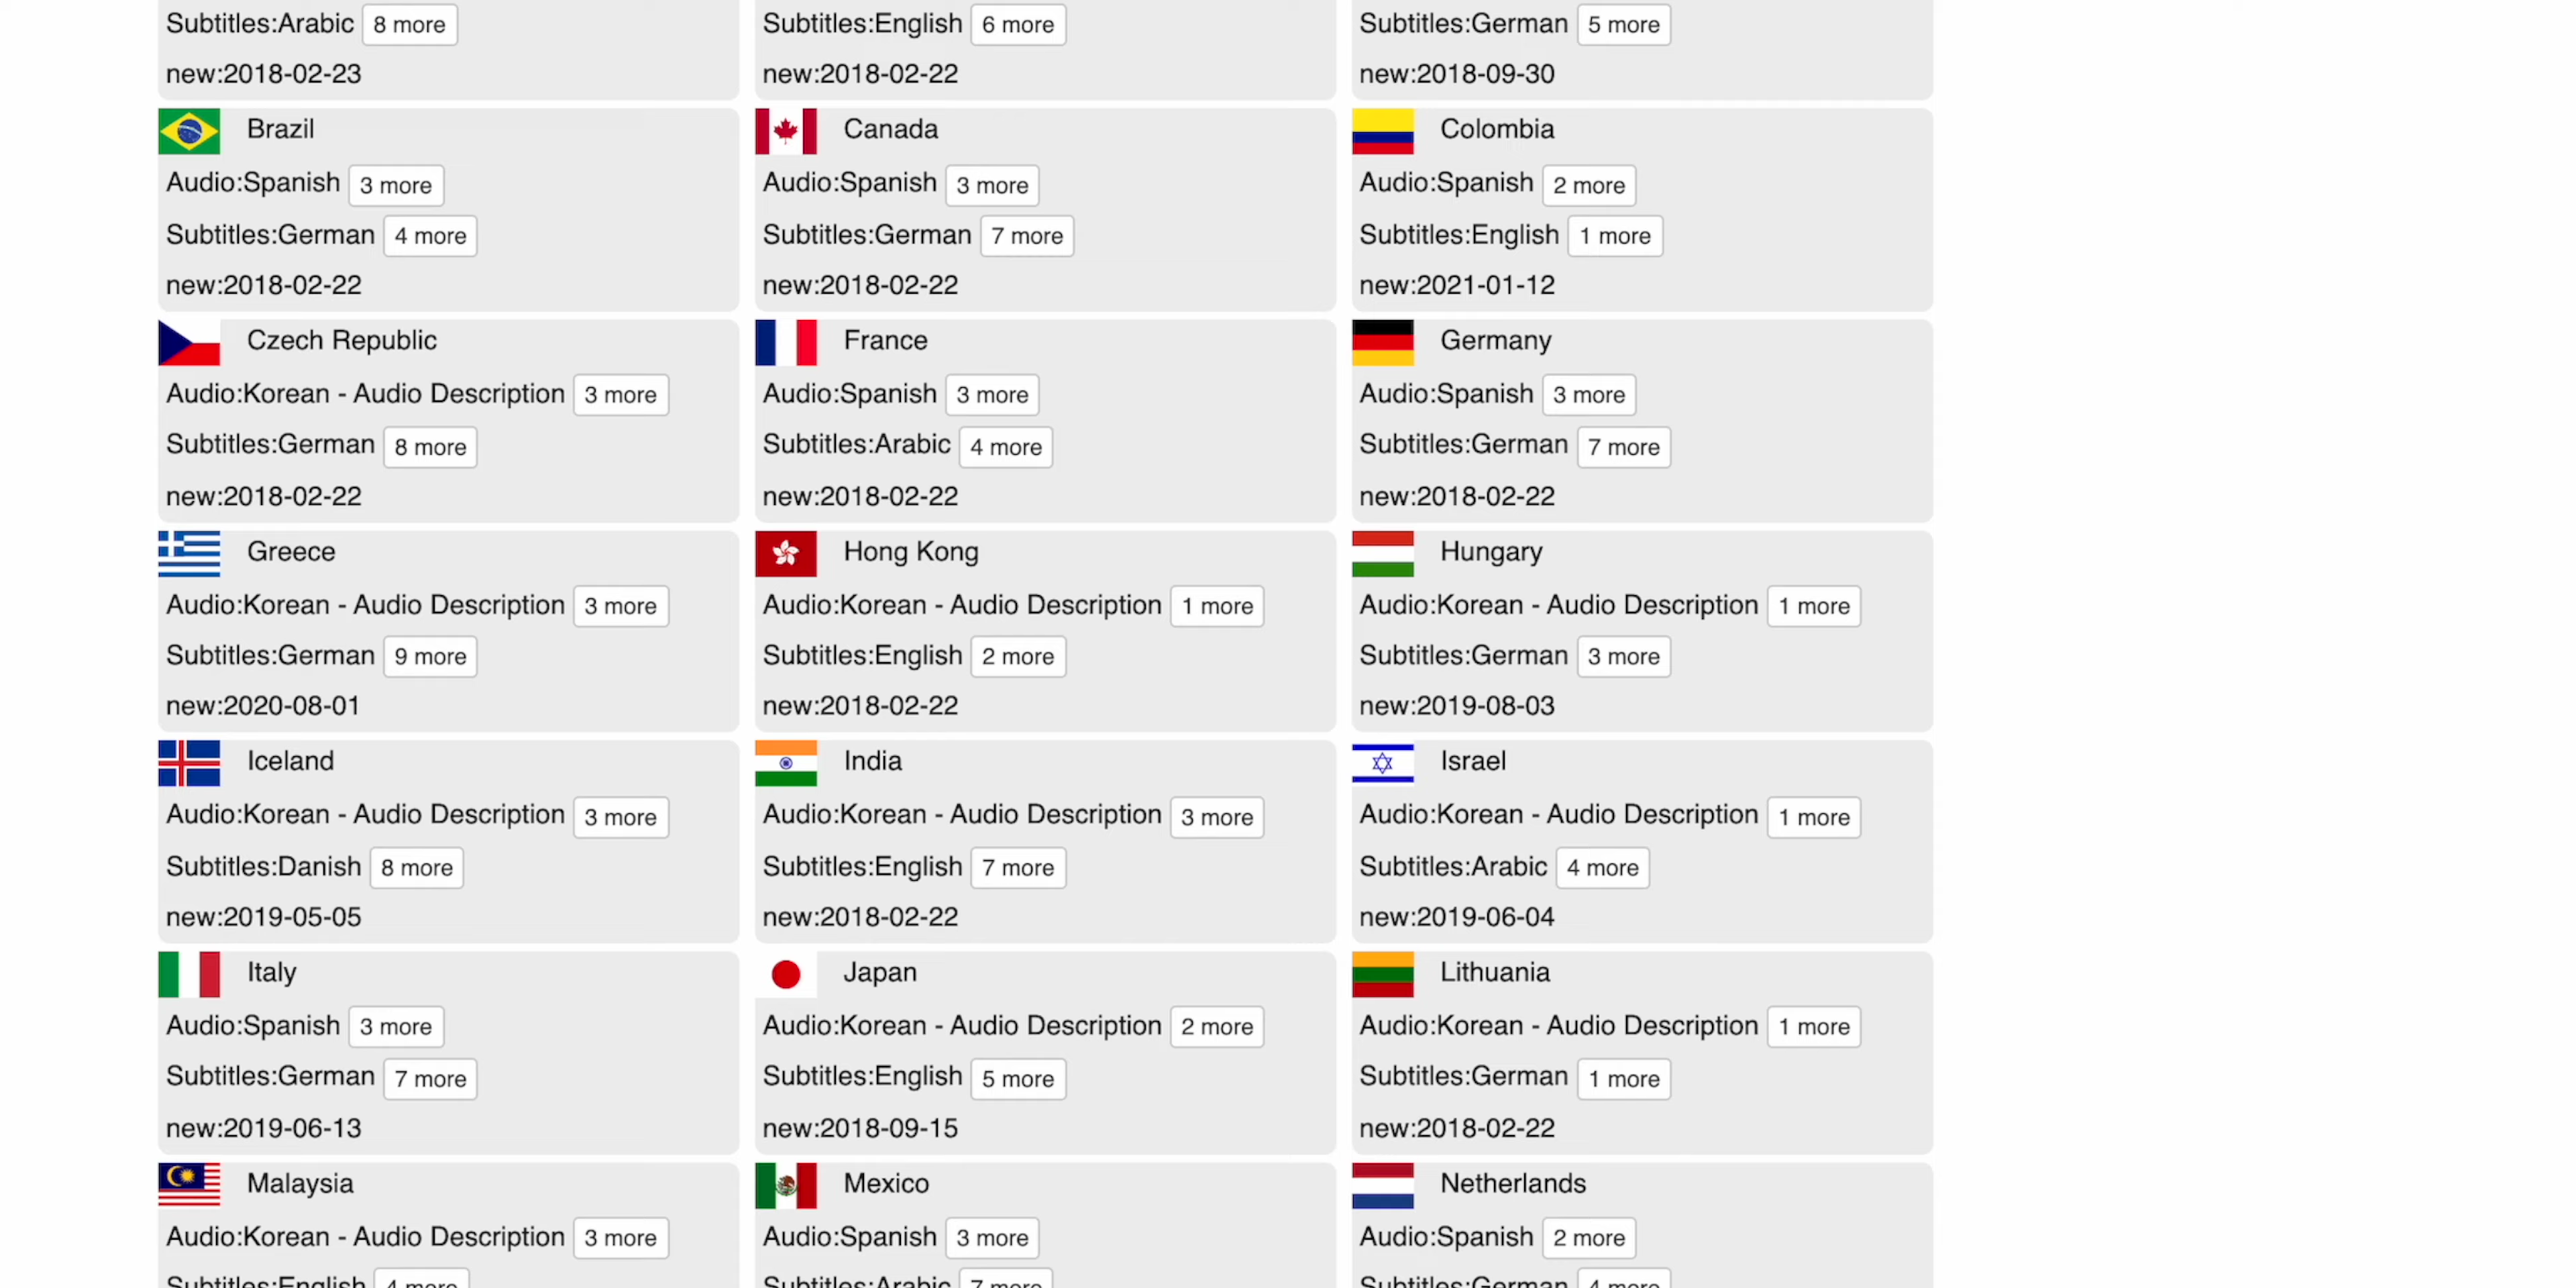 Subtitles:Arabic 8 more
new:2018-02-23
Subtitles:English 6 more
new:2018-02-22
Subtitles:German 5 more
new:2018-09-30
Brazil
Audio:Spanish 3 more
Subtitles:German 4 more
new:2018-02-22
Canada
Audio:Spanish 3 more
Subtitles:German 7 more
new:2018-02-22
Colombia
Audio:Spanish 2 more
Subtitles:English 1 more
new:2021-01-12
Czech Republic
Audio:Korean - Audio Description 3 more
Subtitles:German 8 more
new:2018-02-22
France
Audio:Spanish 3 more
Subtitles:Arabic 4 more
new:2018-02-22
Germany
Audio:Spanish 3 more
Subtitles:German 7 more
new:2018-02-22
Greece
Audio:Korean - Audio Description 3 more
Subtitles:German 9 more
new:2020-08-01
Hong Kong
Audio:Korean - Audio Description 1 more
Subtitles:English 2 more
new:2018-02-22
Hungary
Audio:Korean - Audio Description 1 more
Subtitles:German 3 more
new:2019-08-03
Iceland
Audio:Korean - Audio Description 3 more
Subtitles:Danish 8 more
new:2019-05-05
India
Audio:Korean - Audio Description 3 more
Subtitles:English 7 more
new:2018-02-22
Israel
Audio:Korean - Audio Description 1 more
Subtitles:Arabic 4 more
new:2019-06-04
Italy
Audio:Spanish 3 more
Subtitles:German 7 more
new:2019-06-13
Japan
Audio:Korean - Audio Description 2 more
Subtitles:English 5 more
new:2018-09-15
Lithuania
Audio:Korean - Audio Description 1 more
Subtitles:German 1 more
new:2018-02-22
Malaysia
Audio:Korean - Audio Description 3 more
Subtitles:English 4 more
Mexico
Audio:Spanish 3 more
Subtitles:Arabic 7 more
Netherlands
Audio:Spanish 2 more
Subtitles:German 4 more